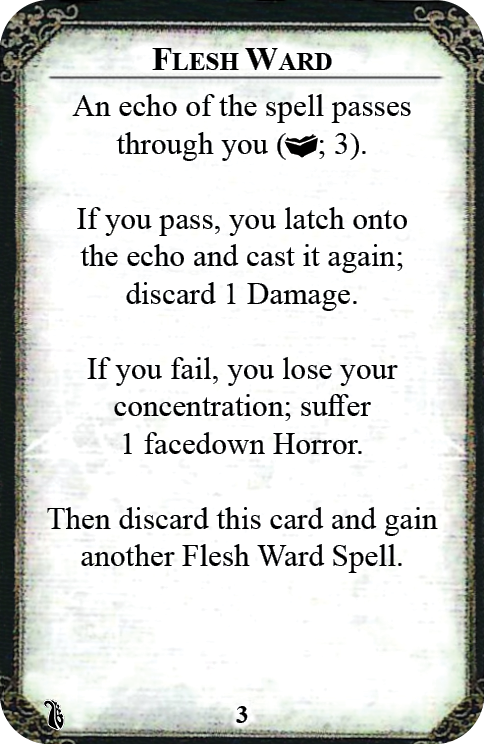 Flesh Ward
An echo of the spell passes
through you (; 3).
If you pass, you latch onto
the echo and cast it again;
discard 1 Damage.
If you fail, you lose your
concentration; suffer
1 facedown Horror.
Then discard this card and gain
another Flesh Ward Spell.
3